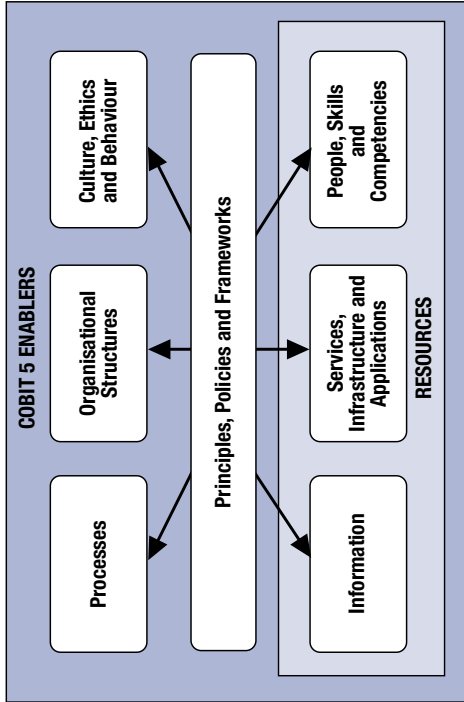 COBIT 5 ENABLERS
Processes
Organisational
Structures
Culture, Ethics
and Behaviour
Principles, Policies and Frameworks
Information
Services,
Infrastructure and
Applications
People, Skills
and
Competencies
RESOURCES